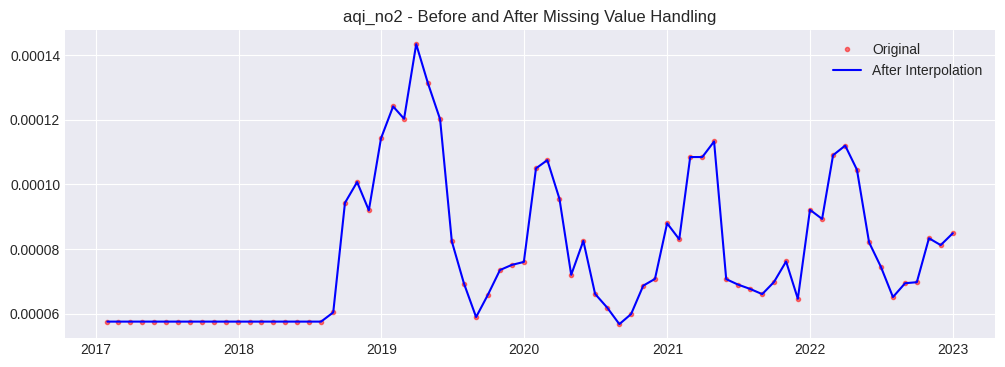 aqi_no2 - Before and After Missing Value Handling
Original
After Interpolation
0.00014
0.00012
0.00010
0.00008
0.00006
2017 2018 2019 2020 2021 2022 2023